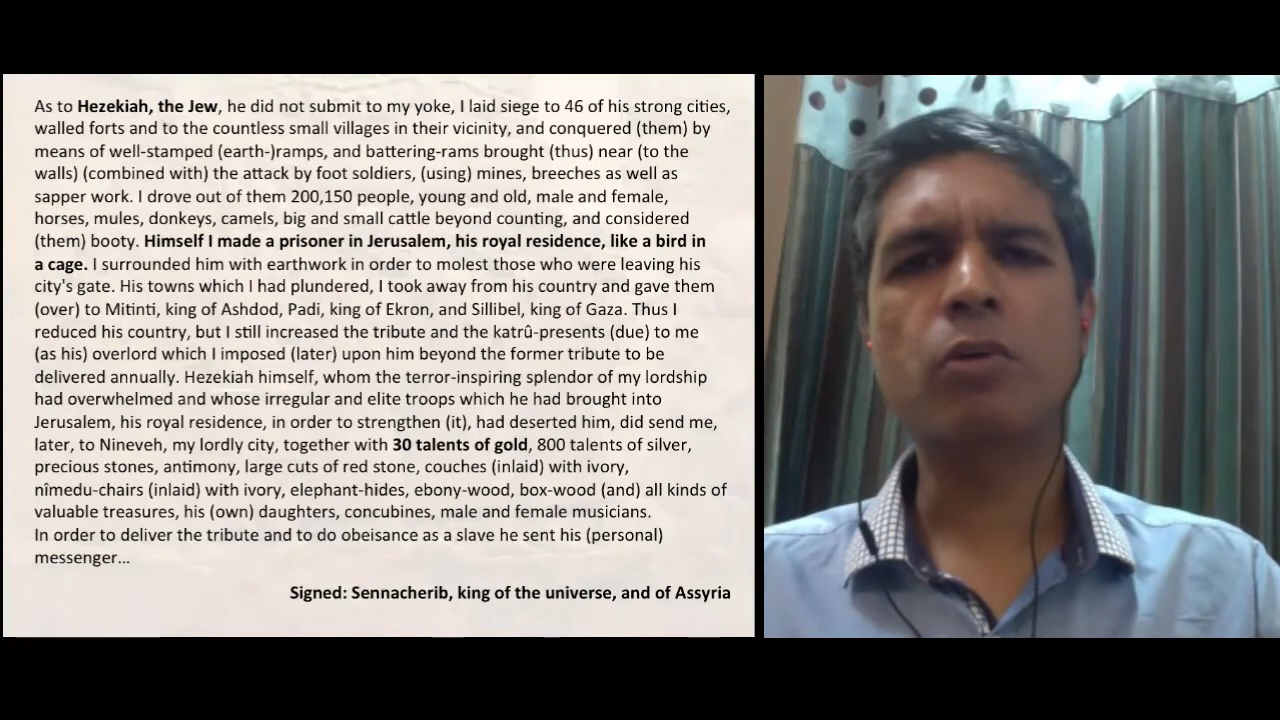 As to Hezekiah, the Jew, he did not submit to my yoke, I laid siege to 46 of his strong cities,
walled forts and to the countless small villages in their vicinity, and conquered (them) by
means of well-stamped (earth-)ramps, and battering-rams brought (thus) near (to the
walls) (combined with) the attack by foot soldiers, (using) mines, breeches as well as
sapper work. I drove out of them 200,150 people, young and old, male and female,
horses, mules, donkeys, camels, big and small cattle beyond counting, and considered
(them) booty. Himself I made a prisoner in Jerusalem, his royal residence, like a bird in
a cage. I surrounded him with earthwork in order to molest those who were leaving his
city's gate. His towns which I had plundered, I took away from his country and gave them
(over) to Mitinti, king of Ashdod, Padi, king of Ekron, and Sillibel, king of Gaza. Thus I
reduced his country, but I still increased the tribute and the katrû-presents (due) to me
(as his) overlord which I imposed (later) upon him beyond the former tribute to be
delivered annually. Hezekiah himself, whom the terror-inspiring splendor of my lordship
had overwhelmed and whose irregular and elite troops which he had brought into
Jerusalem, his royal residence, in order to strengthen (it), had deserted him, did send me,
later, to Nineveh, my lordly city, together with 30 talents of gold, 800 talents of silver,
precious stones, antimony, large cuts of red stone, couches (inlaid) with ivory,
nîmedu-chairs (inlaid) with ivory, elephant-hides, ebony-wood, box-wood (and) all kinds of
valuable treasures, his (own) daughters, concubines, male and female musicians.
In order to deliver the tribute and to do obeisance as a slave he sent his (personal)
messenger...
Signed: Sennacherib, king of the universe, and of Assyria